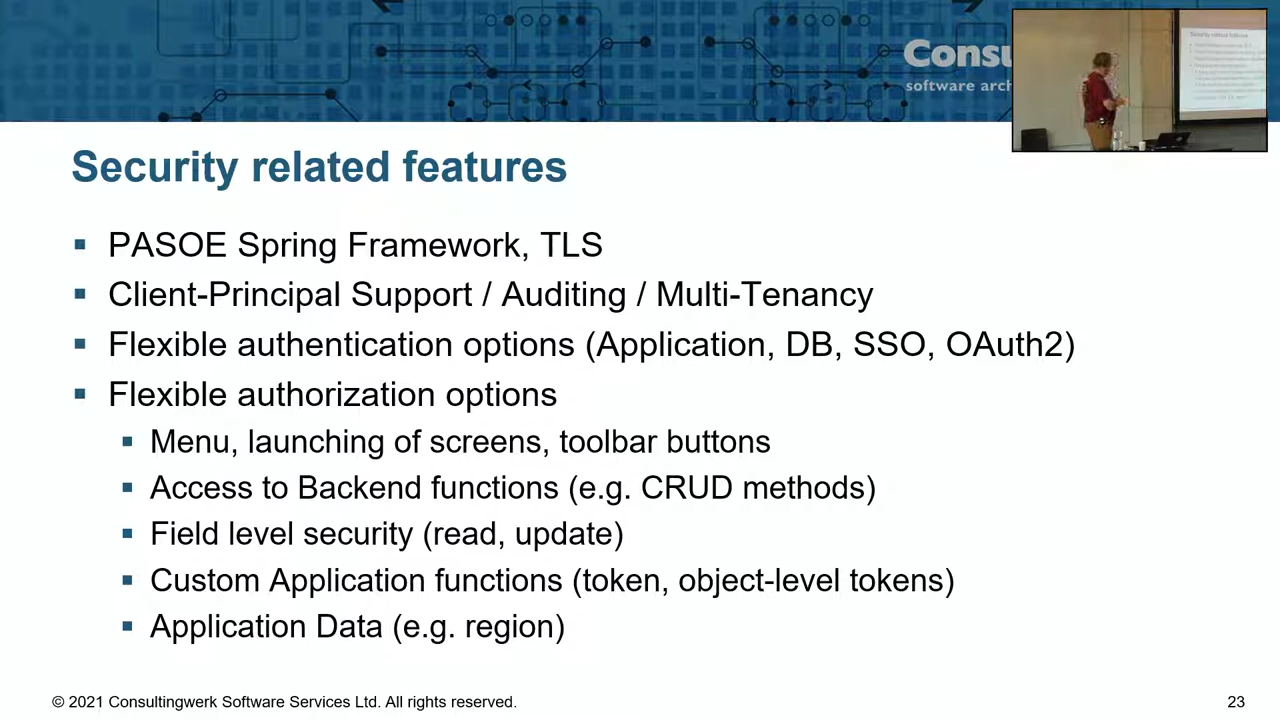 Consu
software arch
Security related features
Security related features
▪ PASOE Spring Framework, TLS
▪ Client-Principal Support / Auditing / Multi-Tenancy
▪ Flexible authentication options (Application, DB, SSO, OAuth2)
▪ Flexible authorization options
▪ Menu, launching of screens, toolbar buttons
▪ Access to Backend functions (e.g. CRUD methods)
▪ Field level security (read, update)
▪ Custom Application functions (token, object-level tokens)
▪ Application Data (e.g. region)
© 2021 Consultingwerk Software Services Ltd. All rights reserved.
23